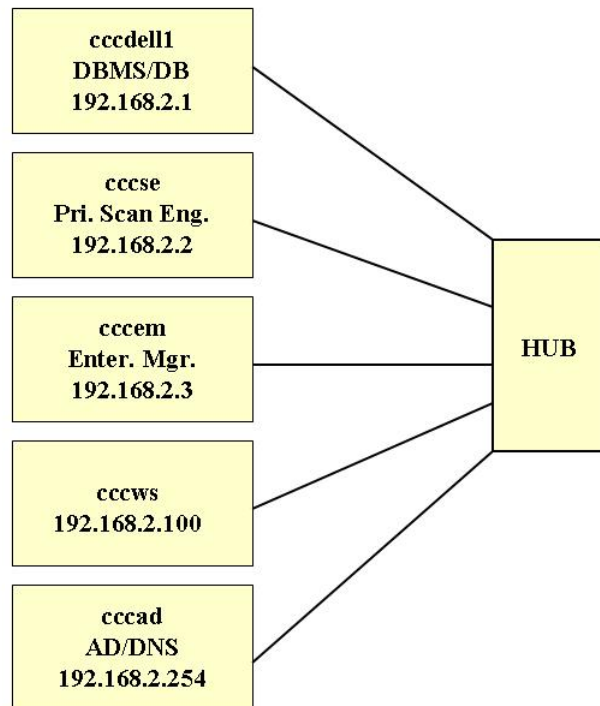 cccdell1
DBMS/DB
192.168.2.1
cccse
Pri. Scan Eng.
192.168.2.2
cccem
Enter. Mgr.
192.168.2.3
HUB
cccws
192.168.2.100
cccad
AD/DNS
192.168.2.254